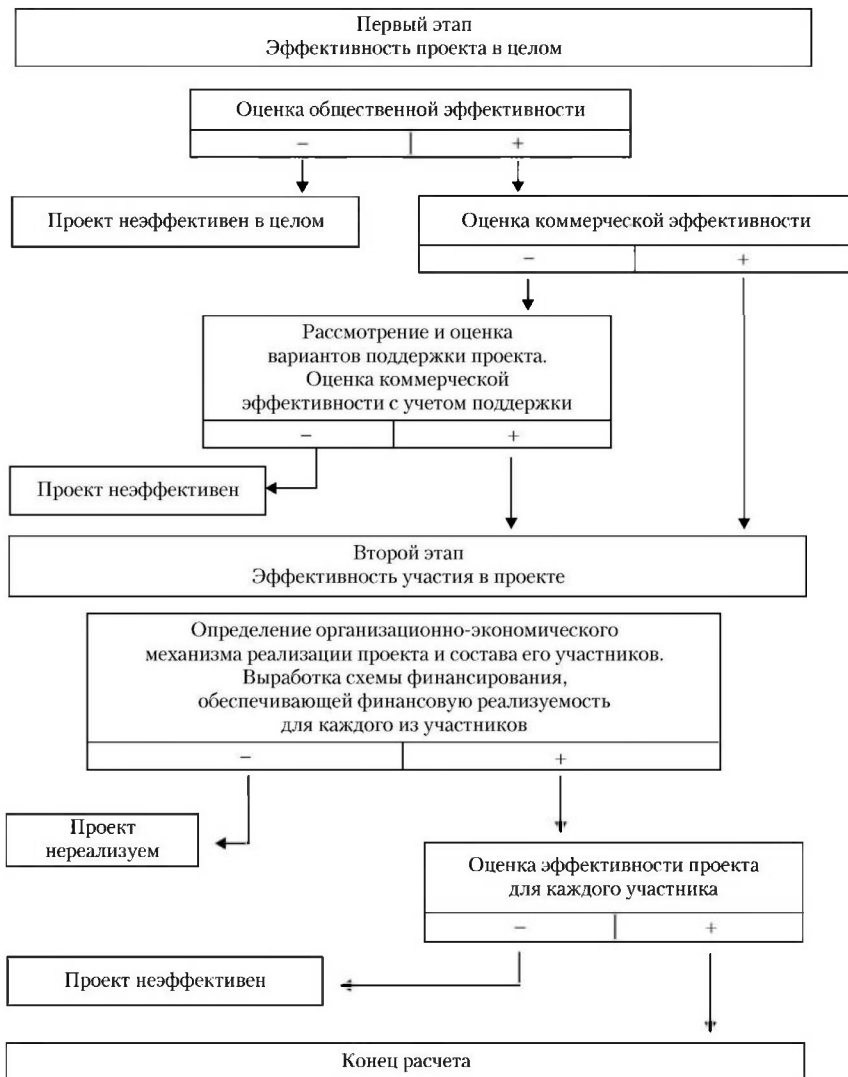 Первый этап
Эффективность проекта в целом
Оценка общественной эффективности
– +
Проект неэффективен в целом
Оценка коммерческой эффективности
– +
Рассмотрение и оценка
вариантов поддержки проекта.
Оценка коммерческой
эффективности с учетом поддержки
– +
Проект неэффективен
Второй этап
Эффективность участия в проекте
Определение организационно-экономического
механизма реализации проекта и состава его участников.
Выработка схемы финансирования,
обеспечивающей финансовую реализуемость
для каждого из участников
– +
Проект
нереализуем
Оценка эффективности проекта
для каждого участника
– +
Проект неэффективен
Конец расчета